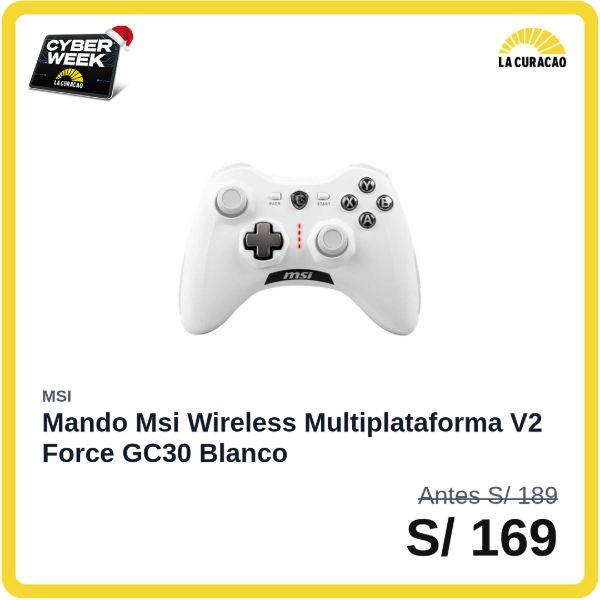 CYBER
WEEK
LA CURACAO
LA CURACAO
BACK
START
Y
X
B
A
msi
MSI
Mando Msi Wireless Multiplataforma V2
Force GC30 Blanco
Antes S/ 189
S/ 169